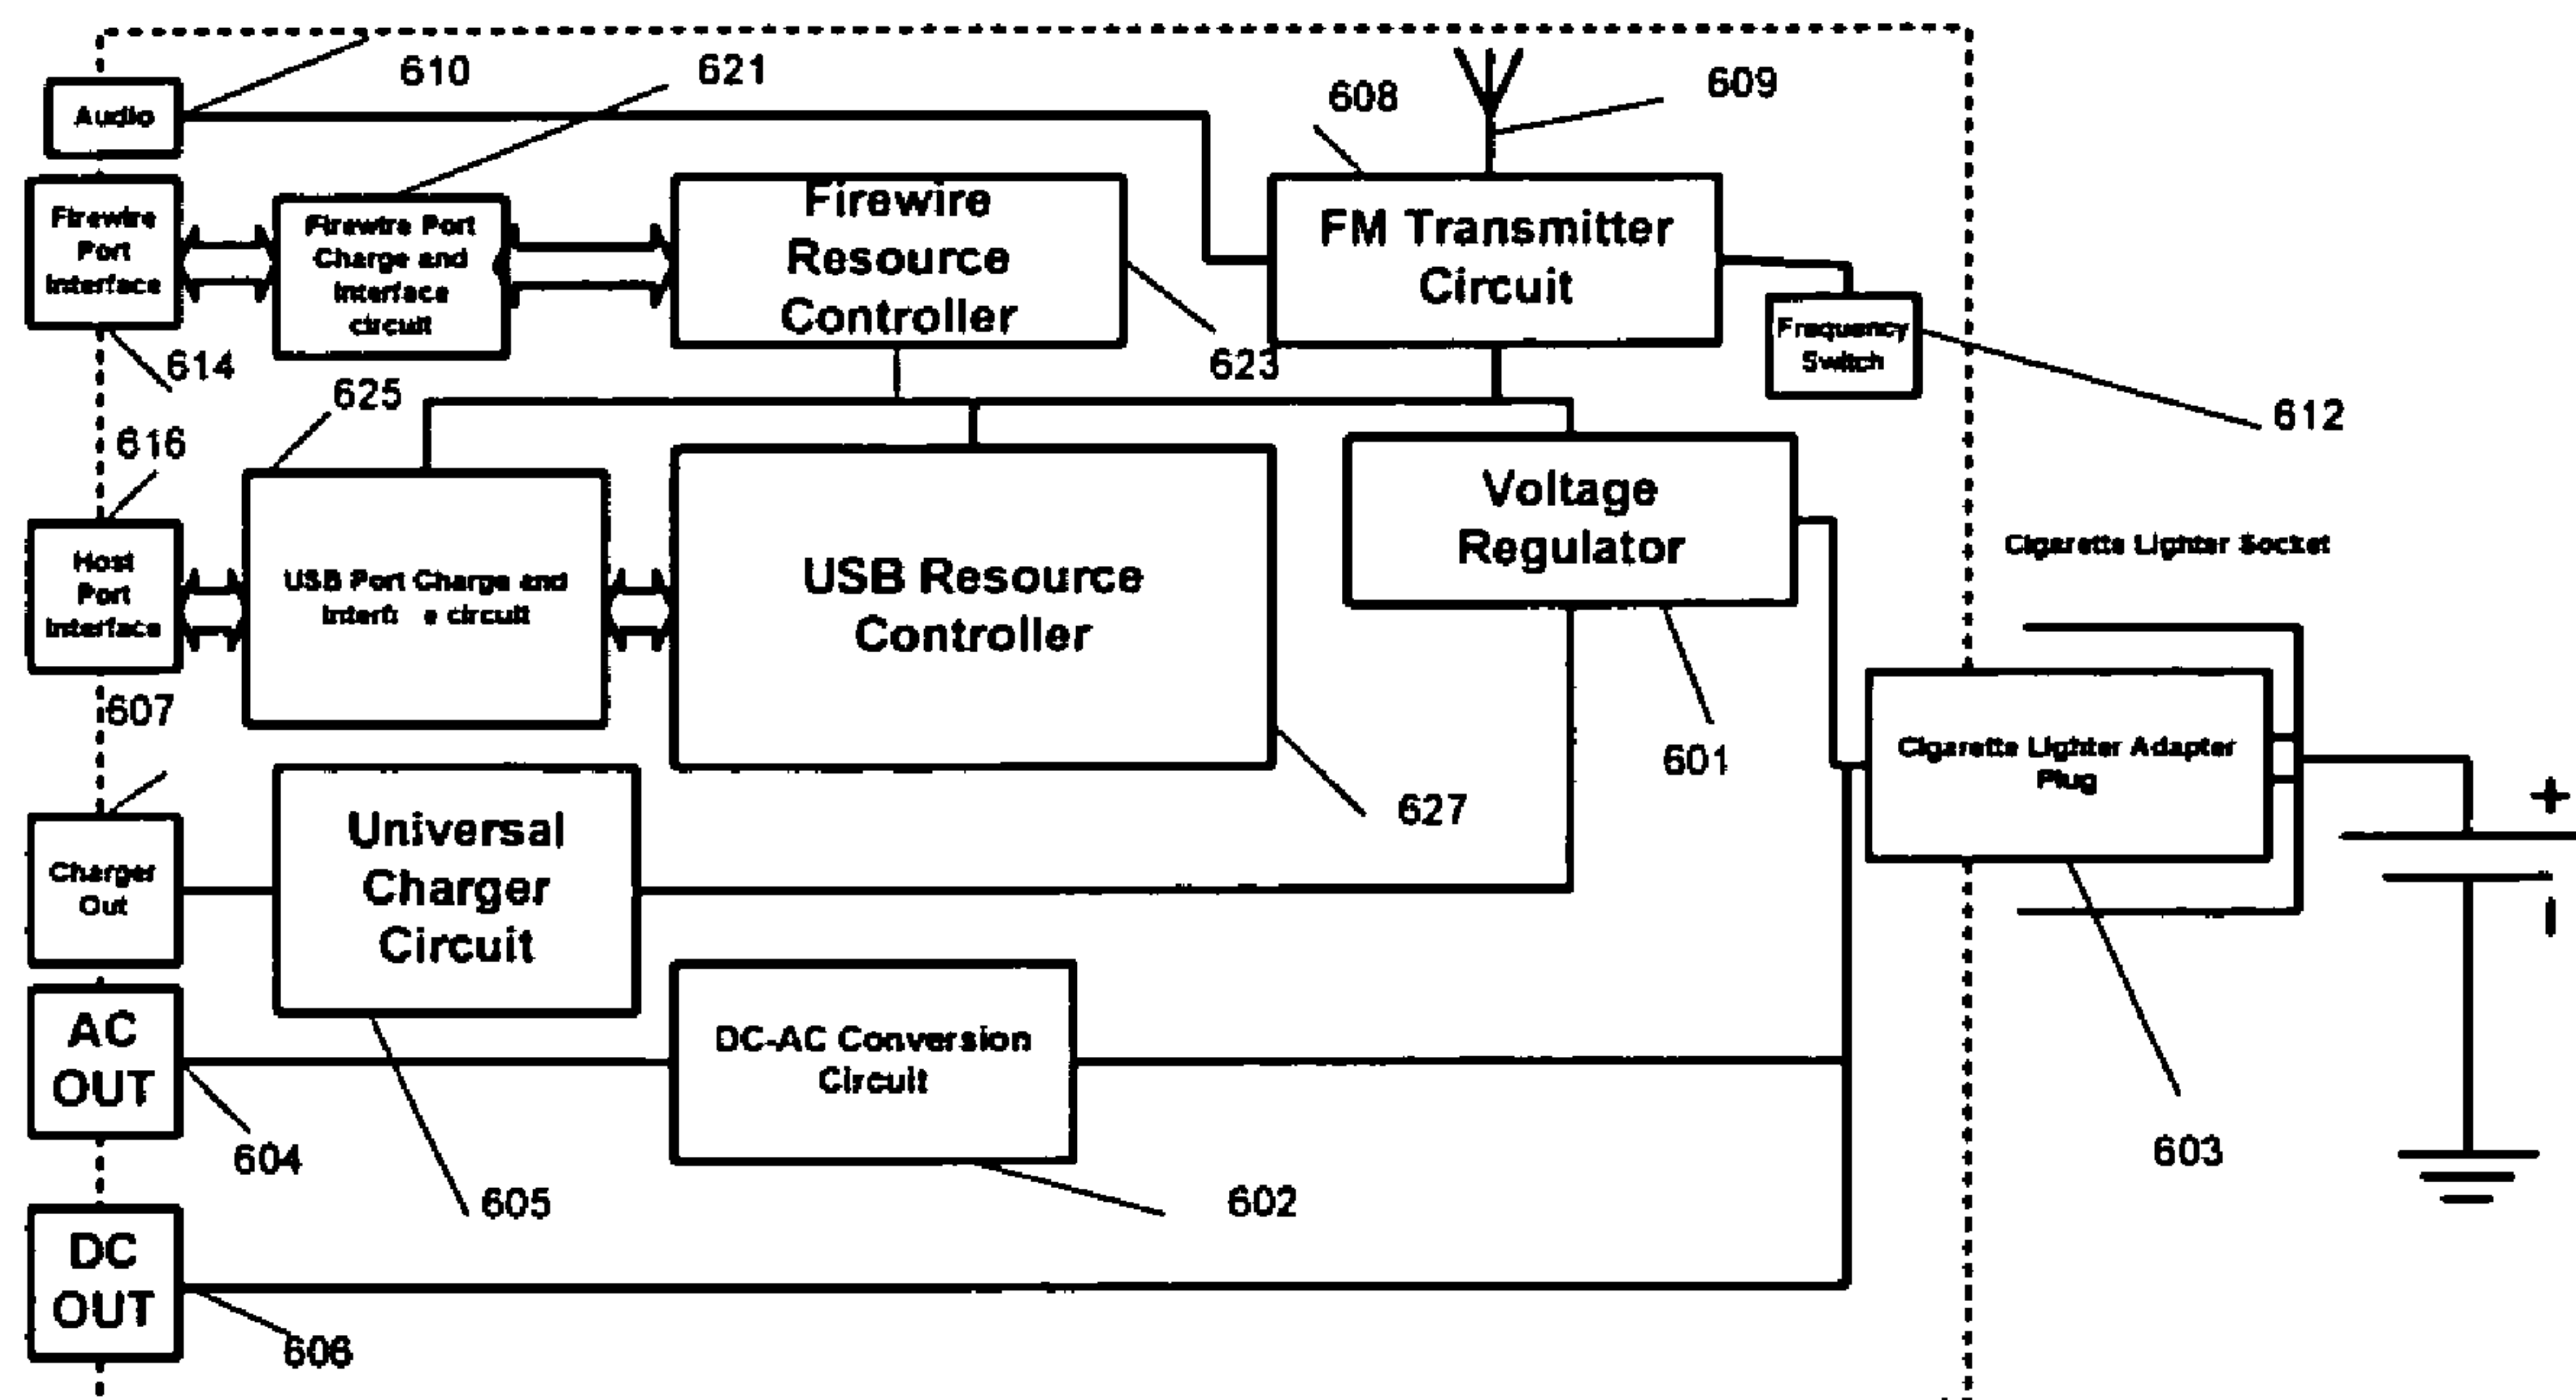 610
621
608
609
Audio
Firewire
Port
Interface
Firewire Port
Charge and
Interface
circuit
Firewire
Resource
Controller
FM Transmitter
Circuit
Frequency
Switch
614
623
612
625
616
Host
Port
Interface
USB Port Charge and
circuit
USB Resource
Controller
Voltage
Regulator
Cigarette Lighter Socket
607
601
Cigarette Lighter Adapter
Plug
627
+
-
Charger
Out
Universal
Charger
Circuit
AC
OUT
DC-AC Conversion
Circuit
604
605
602
603
DC
OUT
606